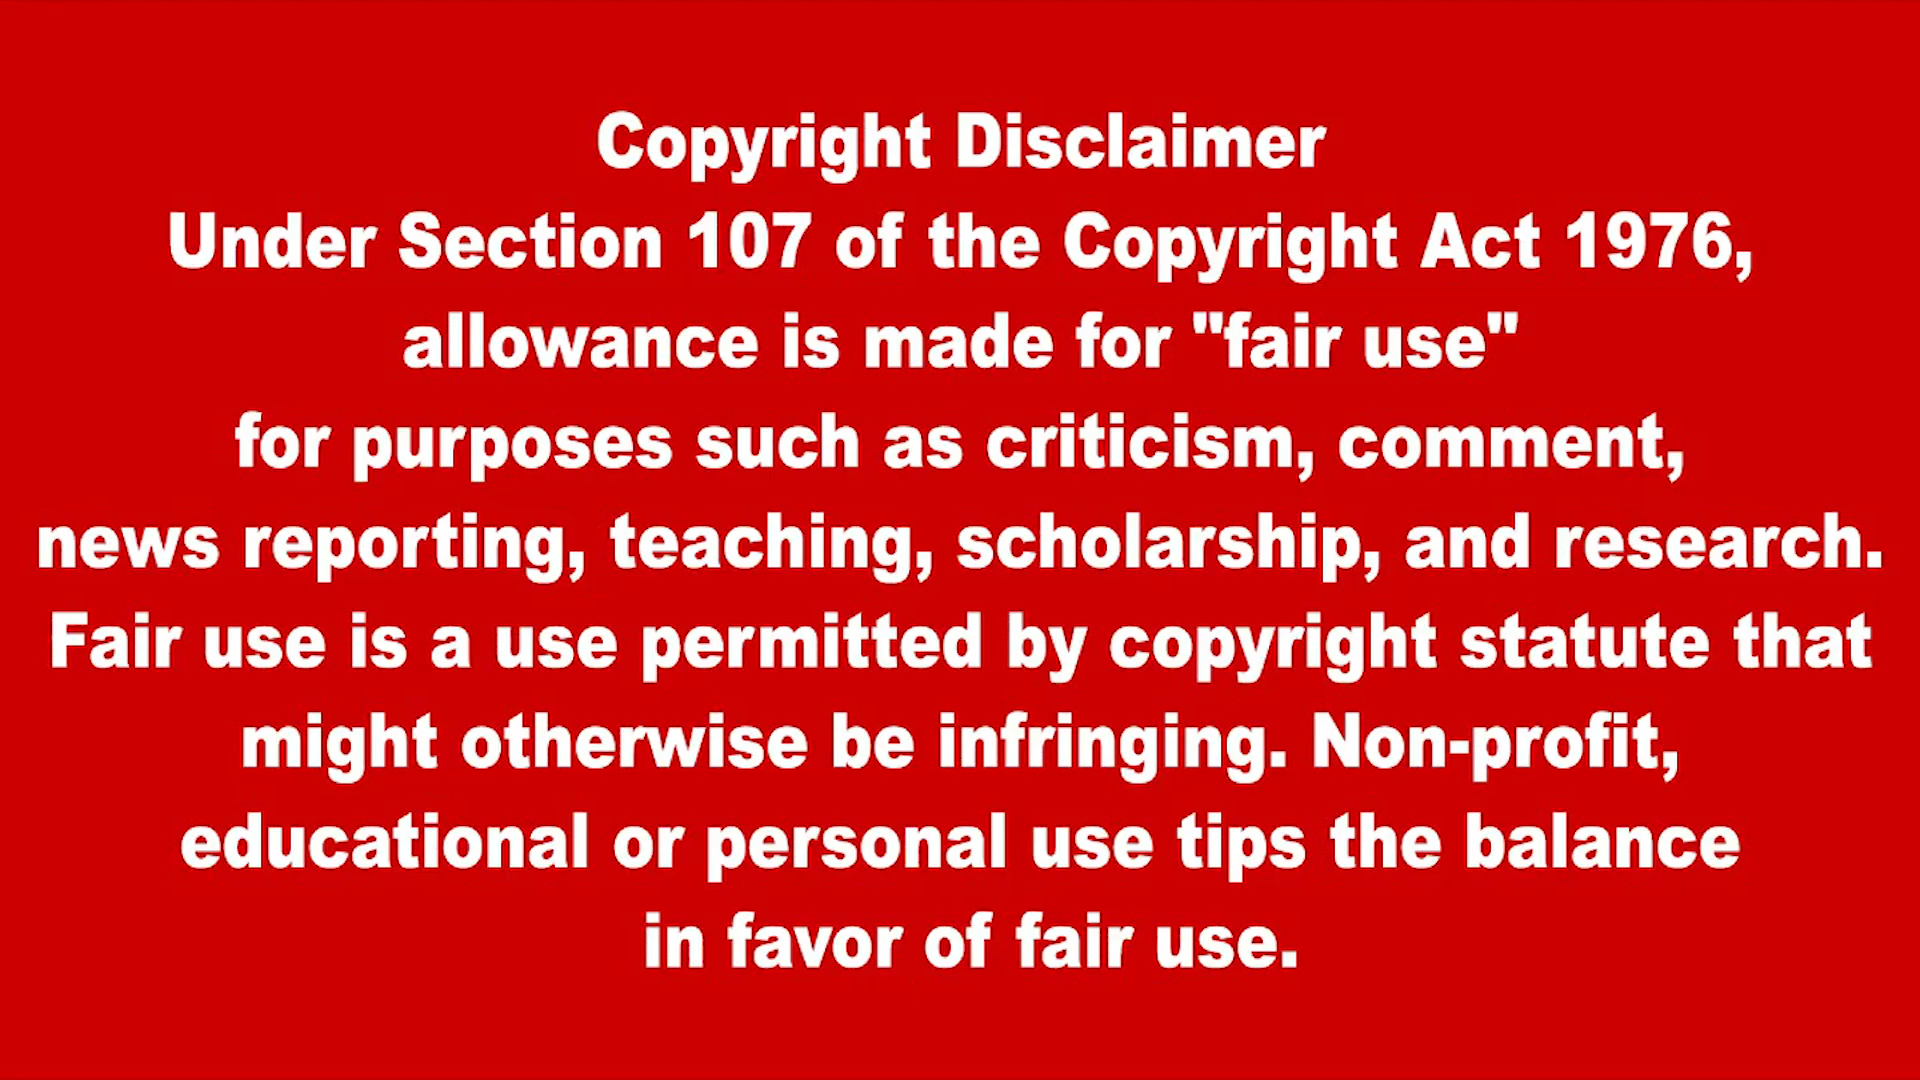 Copyright Disclaimer
Under Section 107 of the Copyright Act 1976,
allowance is made for "fair use"
for purposes such as criticism, comment,
news reporting, teaching, scholarship, and research.
Fair use is a use permitted by copyright statute that
might otherwise be infringing. Non-profit,
educational or personal use tips the balance
in favor of fair use.